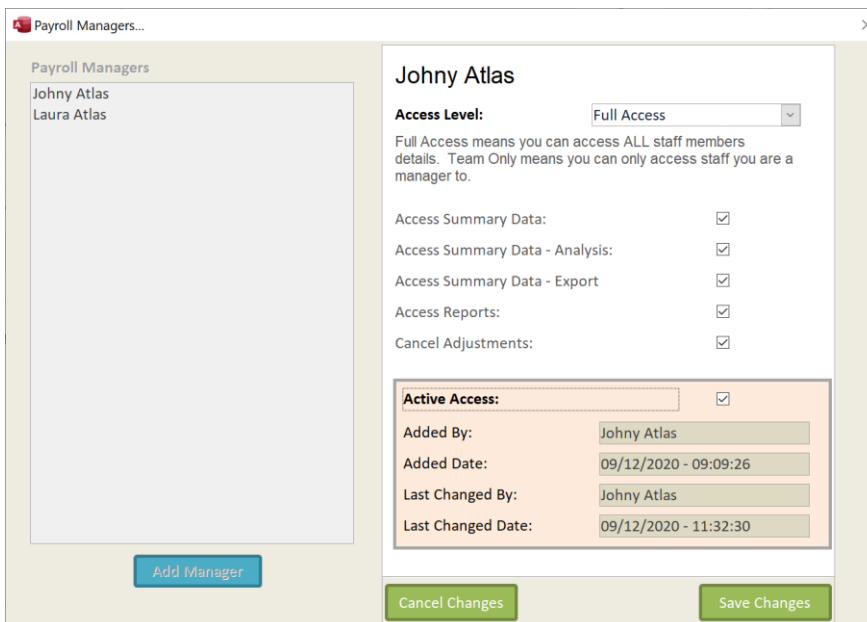 Payroll Managers...
Payroll Managers
Johny Atlas
Laura Atlas
Add Manager
Johny Atlas
Access Level: Full Access
Full Access means you can access ALL staff members
details. Team Only means you can only access staff you are a
manager to.
Access Summary Data:
Access Summary Data - Analysis:
Access Summary Data - Export
Access Reports:
Cancel Adjustments:
Active Access:
Added By: Johny Atlas
Added Date: 09/12/2020 - 09:09:26
Last Changed By: Johny Atlas
Last Changed Date: 09/12/2020 - 11:32:30
Cancel Changes Save Changes